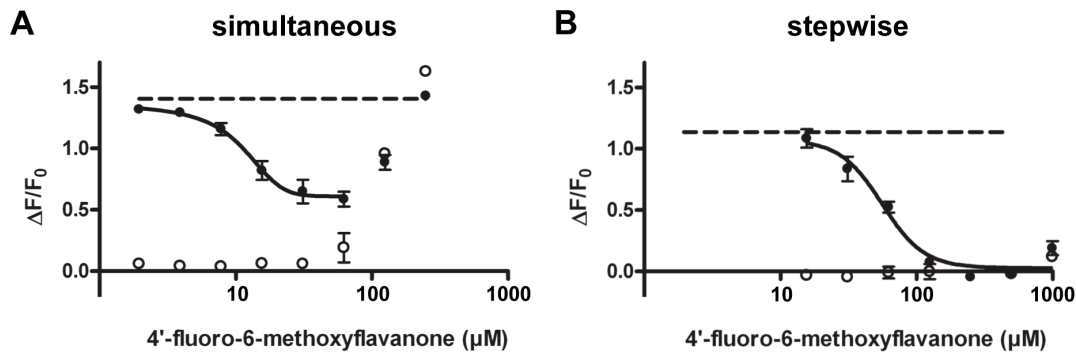 A simultaneous
B stepwise
1.5
1.0
0.5
0.0
ΔF/F0
10 100 1000
4'-fluoro-6-methoxyflavanone (µM)
1.5
1.0
0.5
0.0
ΔF/F0
10 100 1000
4'-fluoro-6-methoxyflavanone (µM)